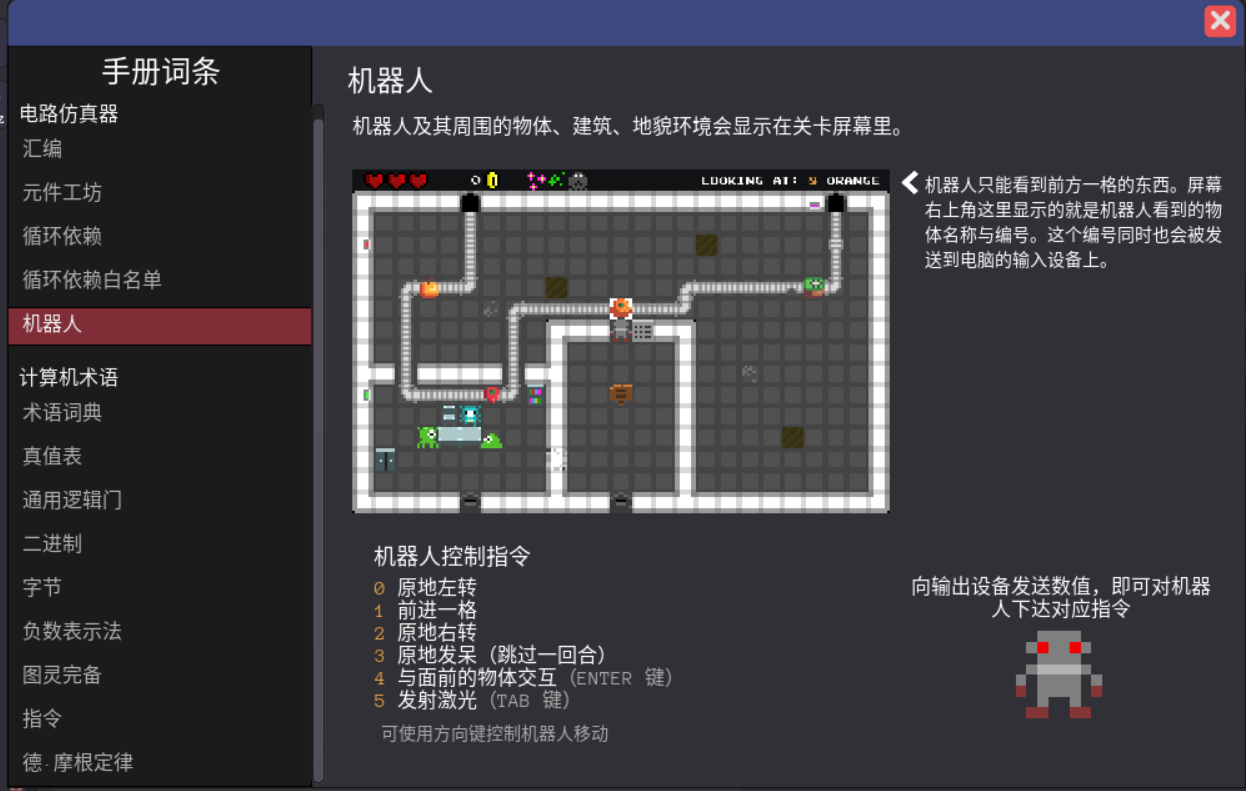 手册词条
电路仿真器
汇编
元件工坊
循环依赖
循环依赖白名单
机器人
计算机术语
术语词典
真值表
通用逻辑门
二进制
字节
负数表示法
图灵完备
指令
德·摩根定律
机器人
机器人及其周围的物体、建筑、地貌环境会显示在关卡屏幕里。
0
LOOKING AT: ORANGE
机器人只能看到前方一格的东西。屏幕
右上角这里显示的就是机器人看到的物
体名称与编号。这个编号同时也会被发
送到电脑的输入设备上。
机器人控制指令
0 原地左转
1 前进一格
2 原地右转
3 原地发呆（跳过一回合）
4 与面前的物体交互（ENTER 键）
5 发射激光（TAB 键）
可使用方向键控制机器人移动
向输出设备发送数值，即可对机器
人下达对应指令